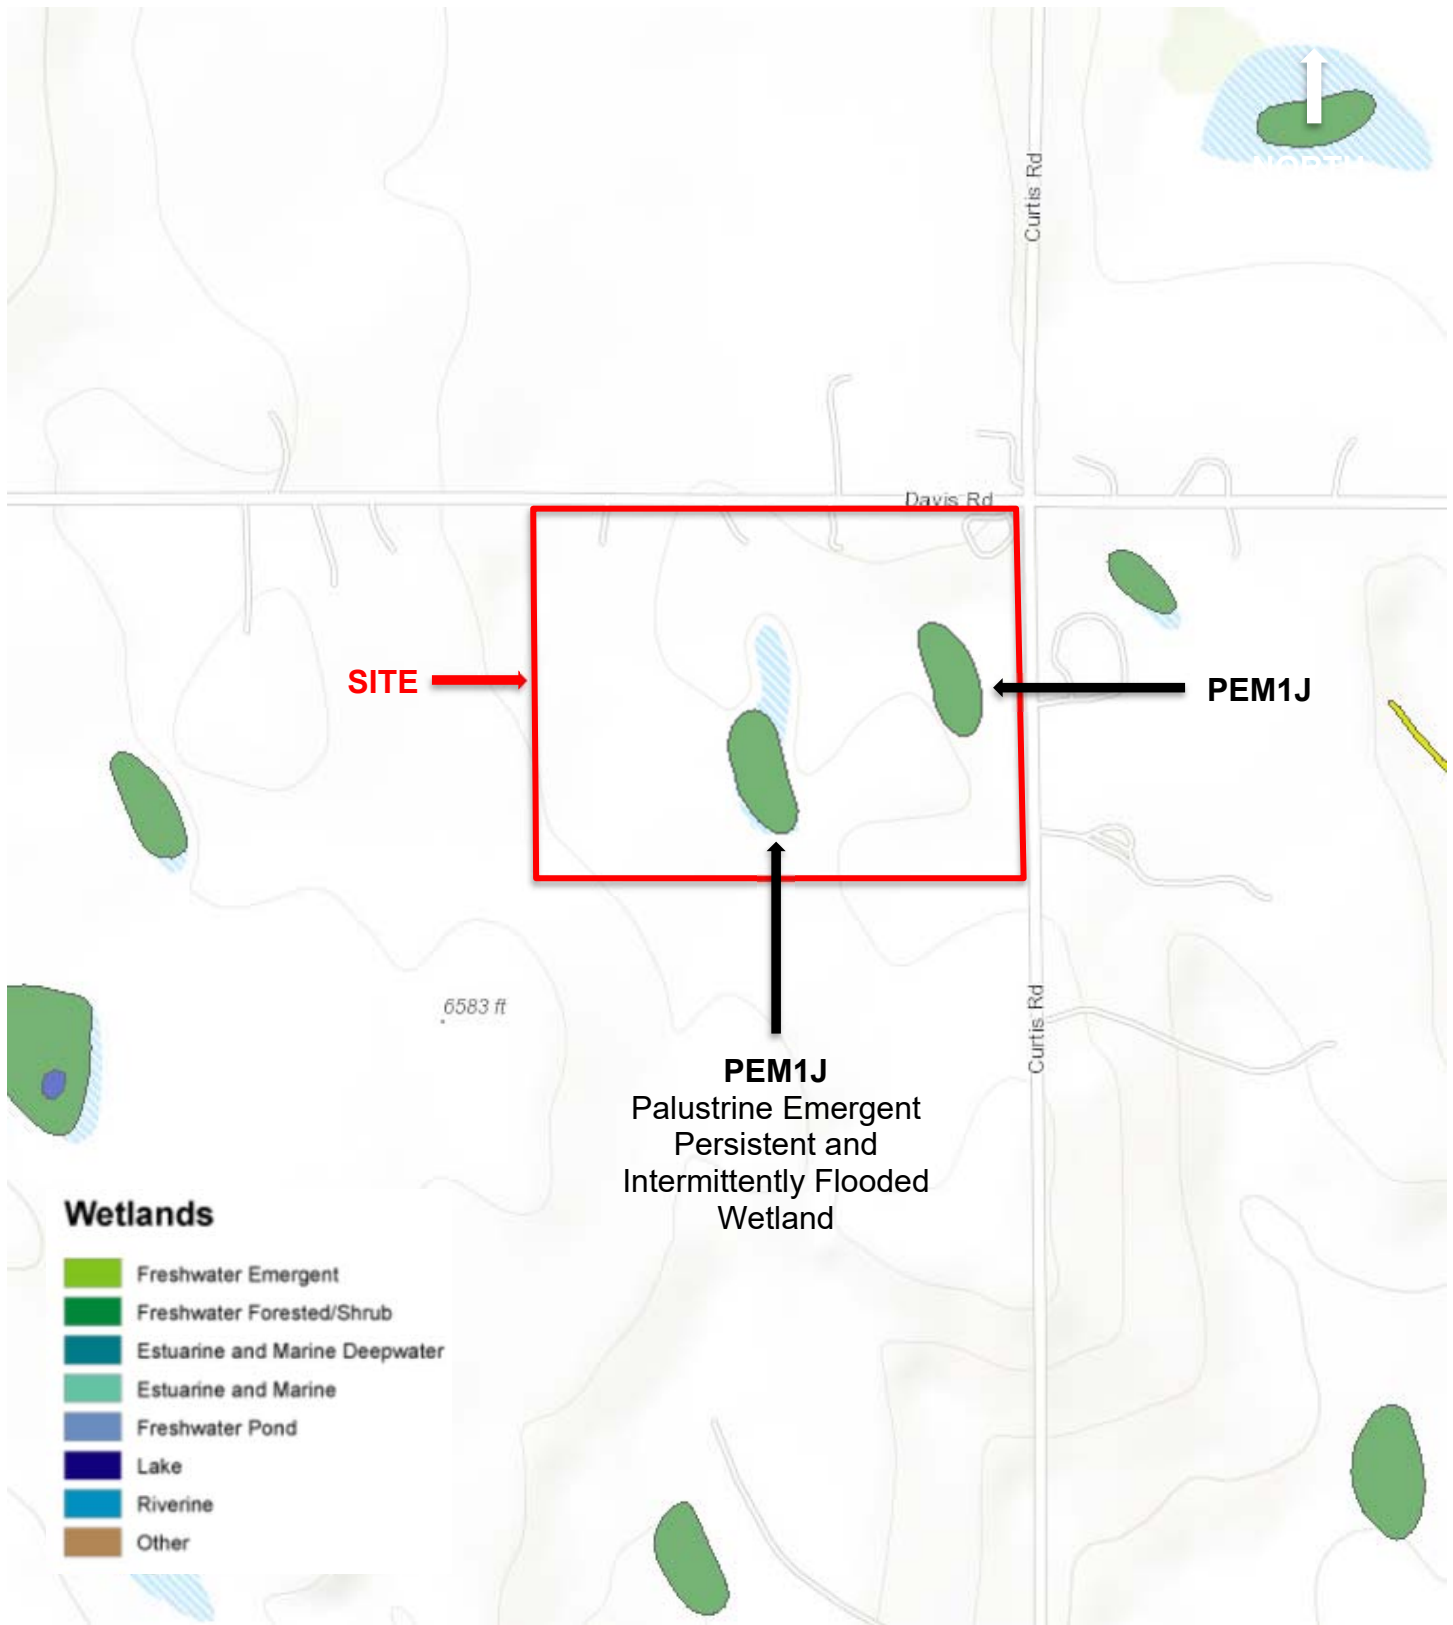 NORTH
Curtis Rd
Davis Rd
SITE
PEM1J
6583 ft
Curtis Rd
PEM1J
Palustrine Emergent
Persistent and
Intermittently Flooded
Wetland
Wetlands
Freshwater Emergent
Freshwater Forested/Shrub
Estuarine and Marine Deepwater
Estuarine and Marine
Freshwater Pond
Lake
Riverine
Other